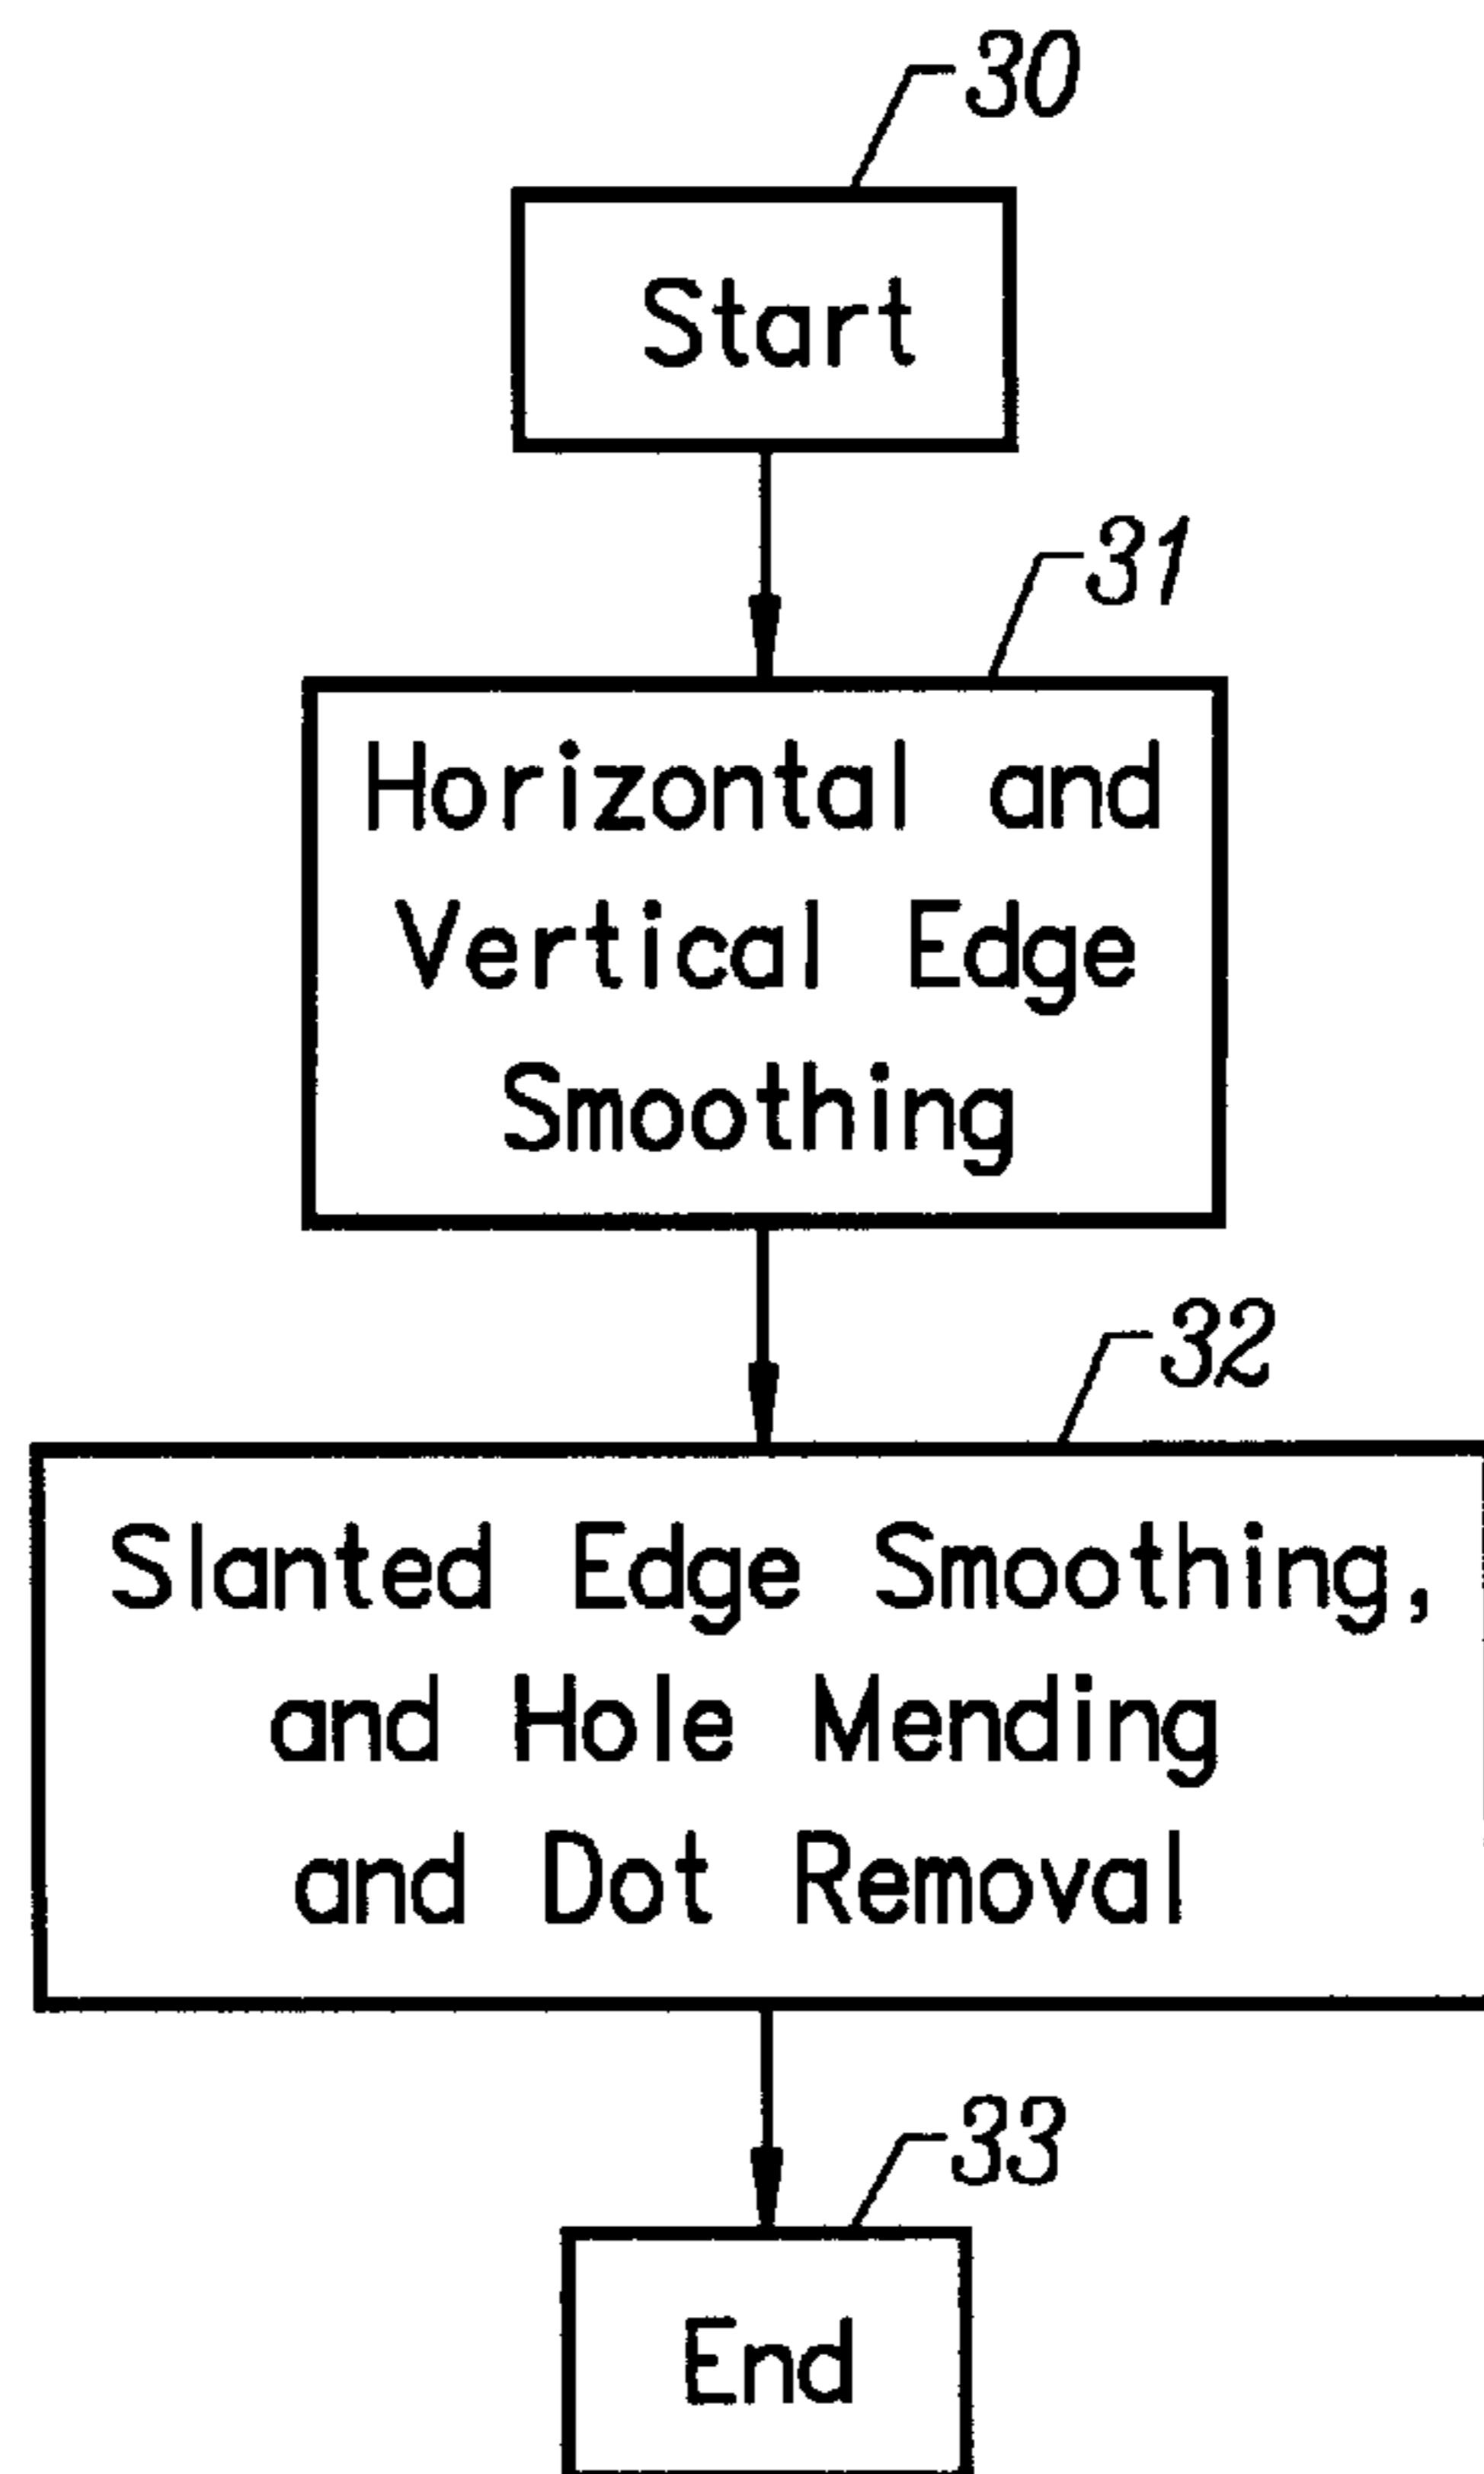 30
Start
31
Horizontal and
Vertical Edge
Smoothing
32
Slanted Edge Smoothing,
and Hole Mending
and Dot Removal
33
End